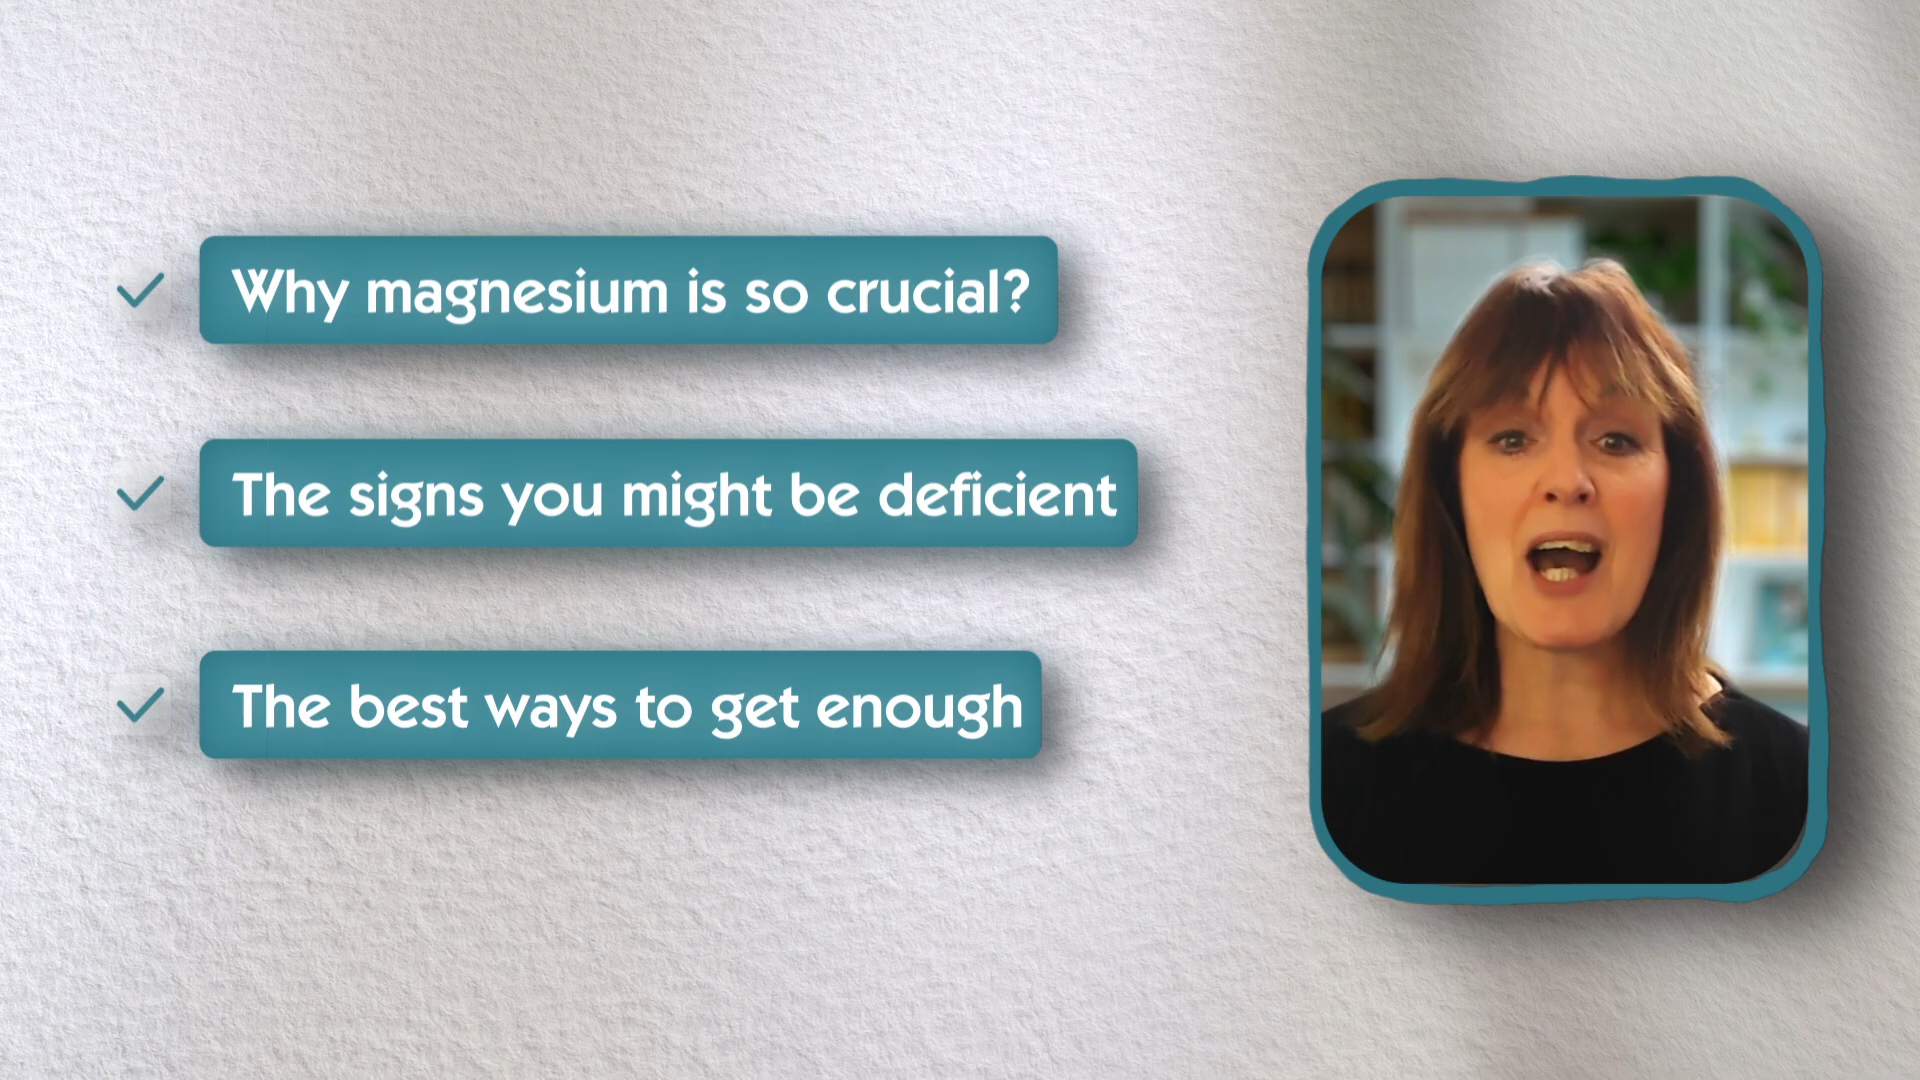 Why magnesium is so crucial?
The signs you might be deficient
The best ways to get enough